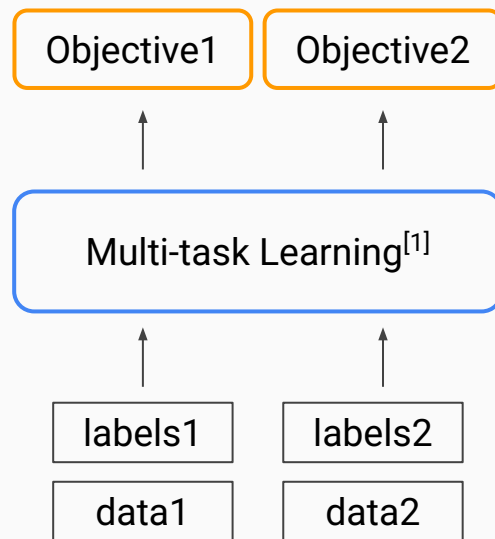 Objective1 Objective2
Multi-task Learning[1]
labels1 labels2
data1 data2